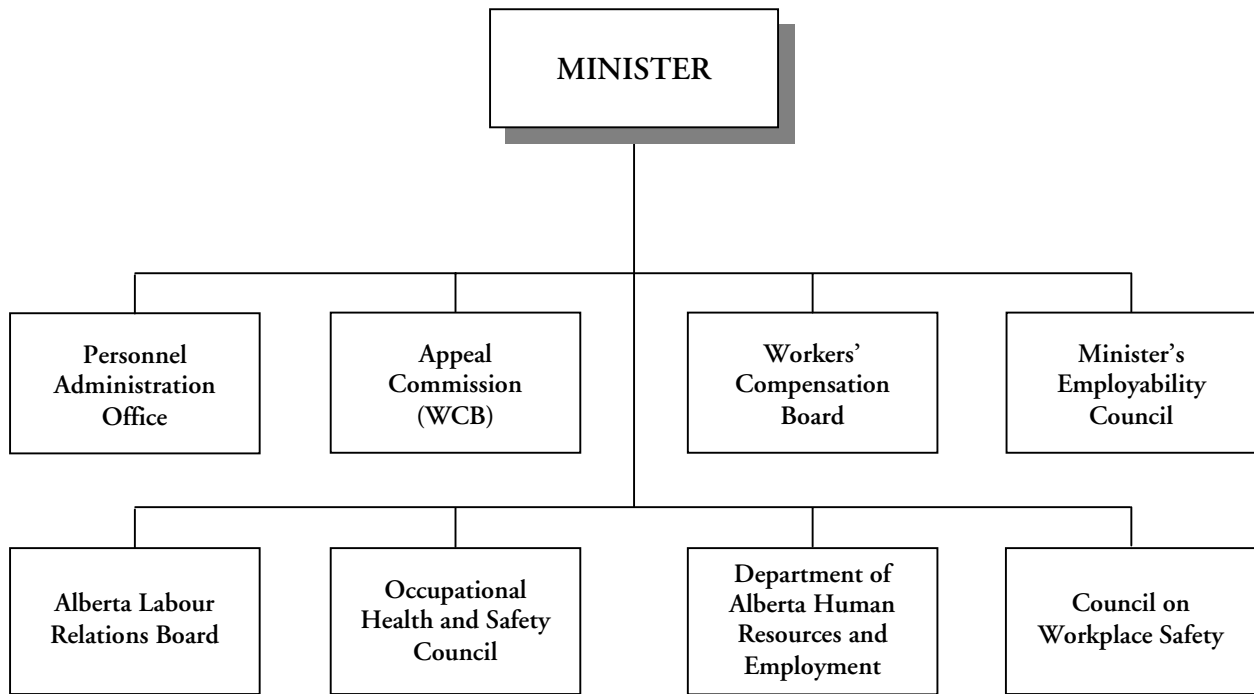 MINISTER
Personnel
Administration
Office
Appeal
Commission
(WCB)
Workers’
Compensation
Board
Minister’s
Employability
Council
Alberta Labour
Relations Board
Occupational
Health and Safety
Council
Department of
Alberta Human
Resources and
Employment
Council on
Workplace Safety